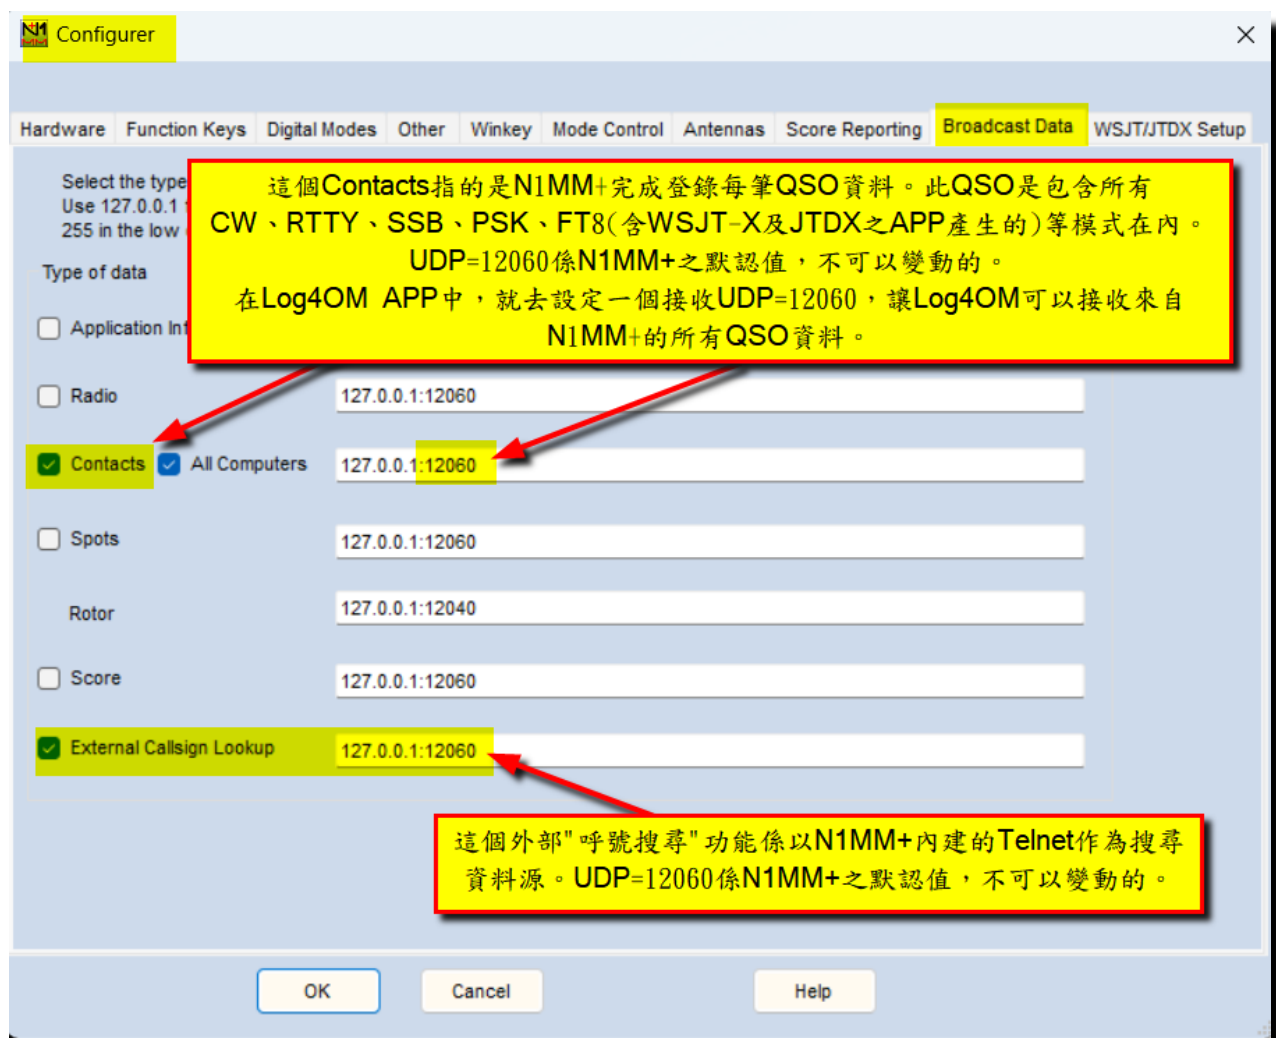 Configurer
Hardware Function Keys Digital Modes Other Winkey Mode Control Antennas Score Reporting Broadcast Data WSJT/JTDX Setup
Select the type
Use 127.0.0.1
255 in the low
這個Contacts指的是N1MM+完成登錄每筆QSO資料。此QSO是包含所有
CW、RTTY、SSB、PSK、FT8(含WSJT-X及JTDX之APP產生的)等模式在內。
UDP=12060係N1MM+之默認值，不可以變動的。
在Log4OM APP中，就去設定一個接收UDP=12060，讓Log4OM可以接收來自
N1MM+的所有QSO資料。
Type of data
Application Inf
Radio 127.0.0.1:12060
Contacts All Computers 127.0.0.1:12060
Spots 127.0.0.1:12060
Rotor 127.0.0.1:12040
Score 127.0.0.1:12060
External Callsign Lookup 127.0.0.1:12060
這個外部"呼號搜尋"功能係以N1MM+內建的Telnet作為搜尋
資料源。UDP=12060係N1MM+之默認值，不可以變動的。
OK Cancel Help